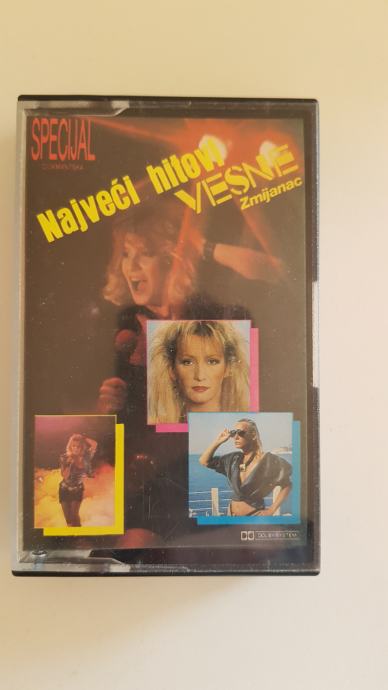 SPECIJAL
Najveći hitovi
VESNE
Zmijanac
DOLBY SYSTEM